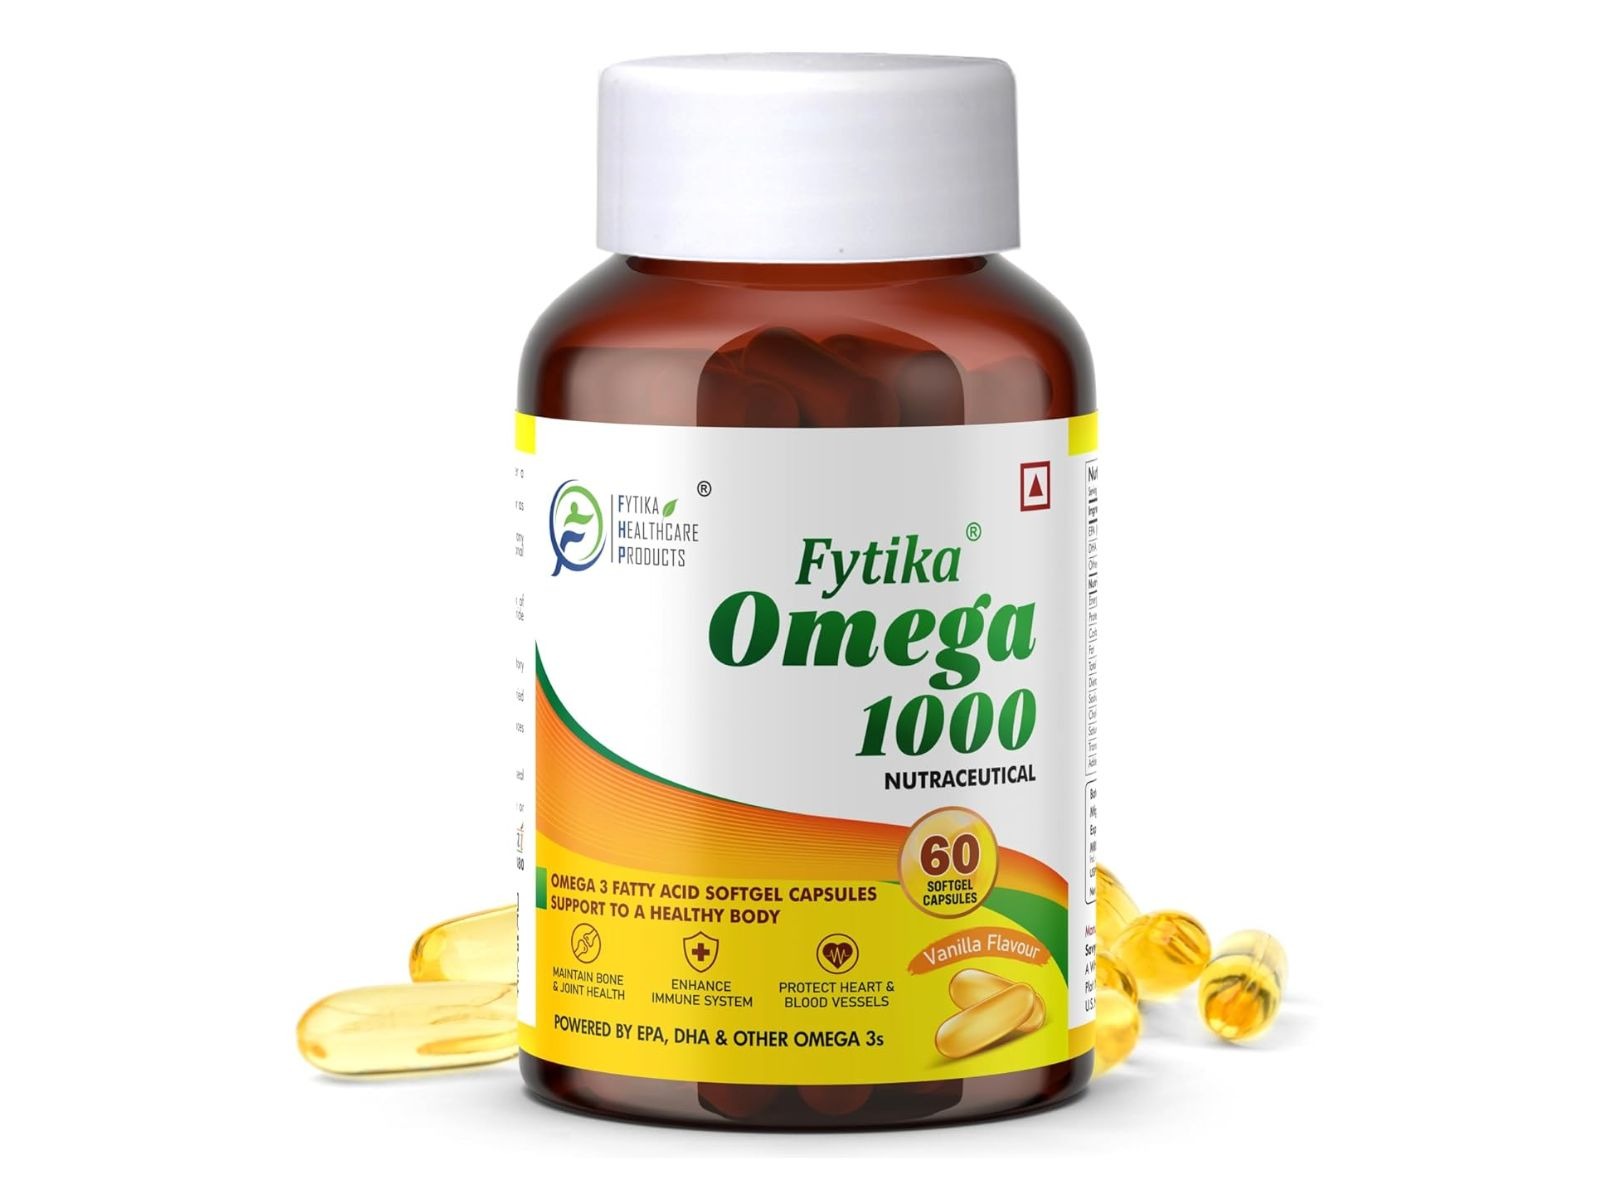 FYTIKA
HEALTHCARE
PRODUCTS
®
Fytika®
Omega
1000
NUTRACEUTICAL
60
SOFTGEL
CAPSULES
OMEGA 3 FATTY ACID SOFTGEL CAPSULES
SUPPORT TO A HEALTHY BODY
Vanilla Flavour
MAINTAIN BONE
& JOINT HEALTH
ENHANCE
IMMUNE SYSTEM
PROTECT HEART &
BLOOD VESSELS
POWERED BY EPA, DHA & OTHER OMEGA 3s